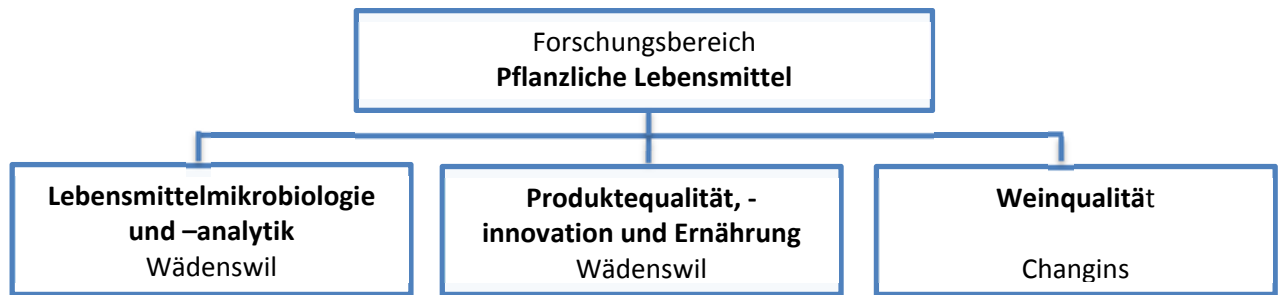 Forschungsbereich
Pflanzliche Lebensmittel
Lebensmittelmikrobiologie
und –analytik
Wädenswil
Produktequalität, -
innovation und Ernährung
Wädenswil
Weinqualität
Changins